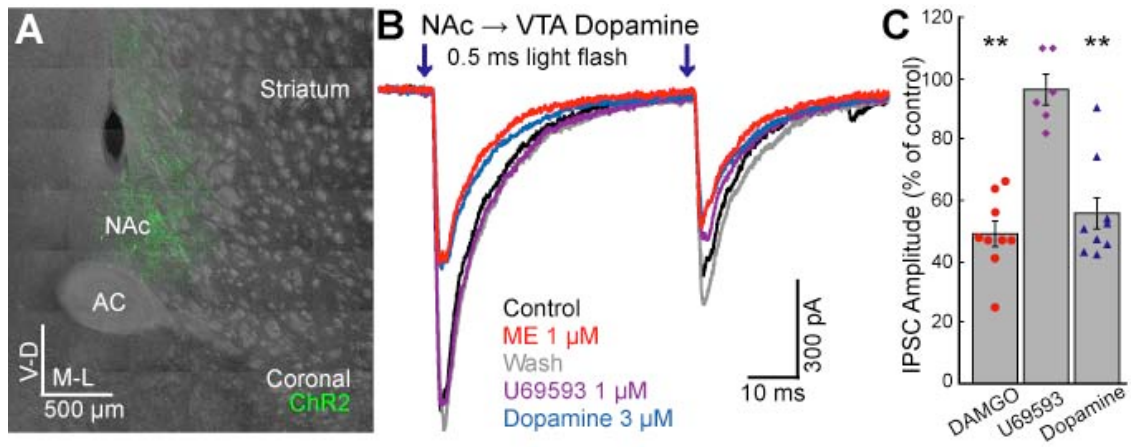 A
Striatum
NAc
AC
V-D
M-L
500 µm
Coronal
ChR2
B
NAc → VTA Dopamine
0.5 ms light flash
Control
ME 1 µM
Wash
U69593 1 µM
Dopamine 3 µM
300 pA
10 ms
C
IPSC Amplitude (% of control)
120
100
80
60
40
20
0
** **
DAMGO
U69593
Dopamine